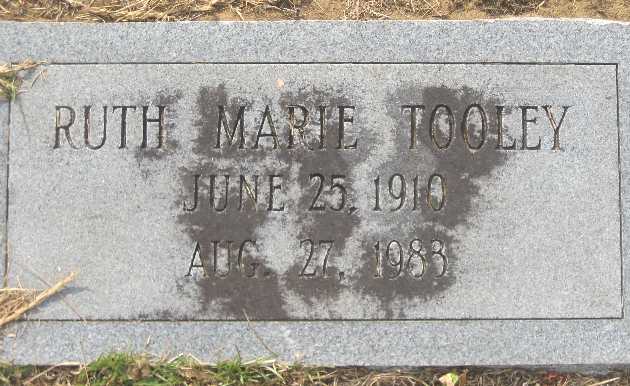 RUTH MARIE TOOLEY
JUNE 25, 1910
AUG. 27, 1983